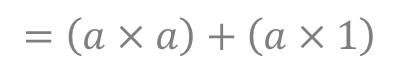 = (a × a) + (a × 1)